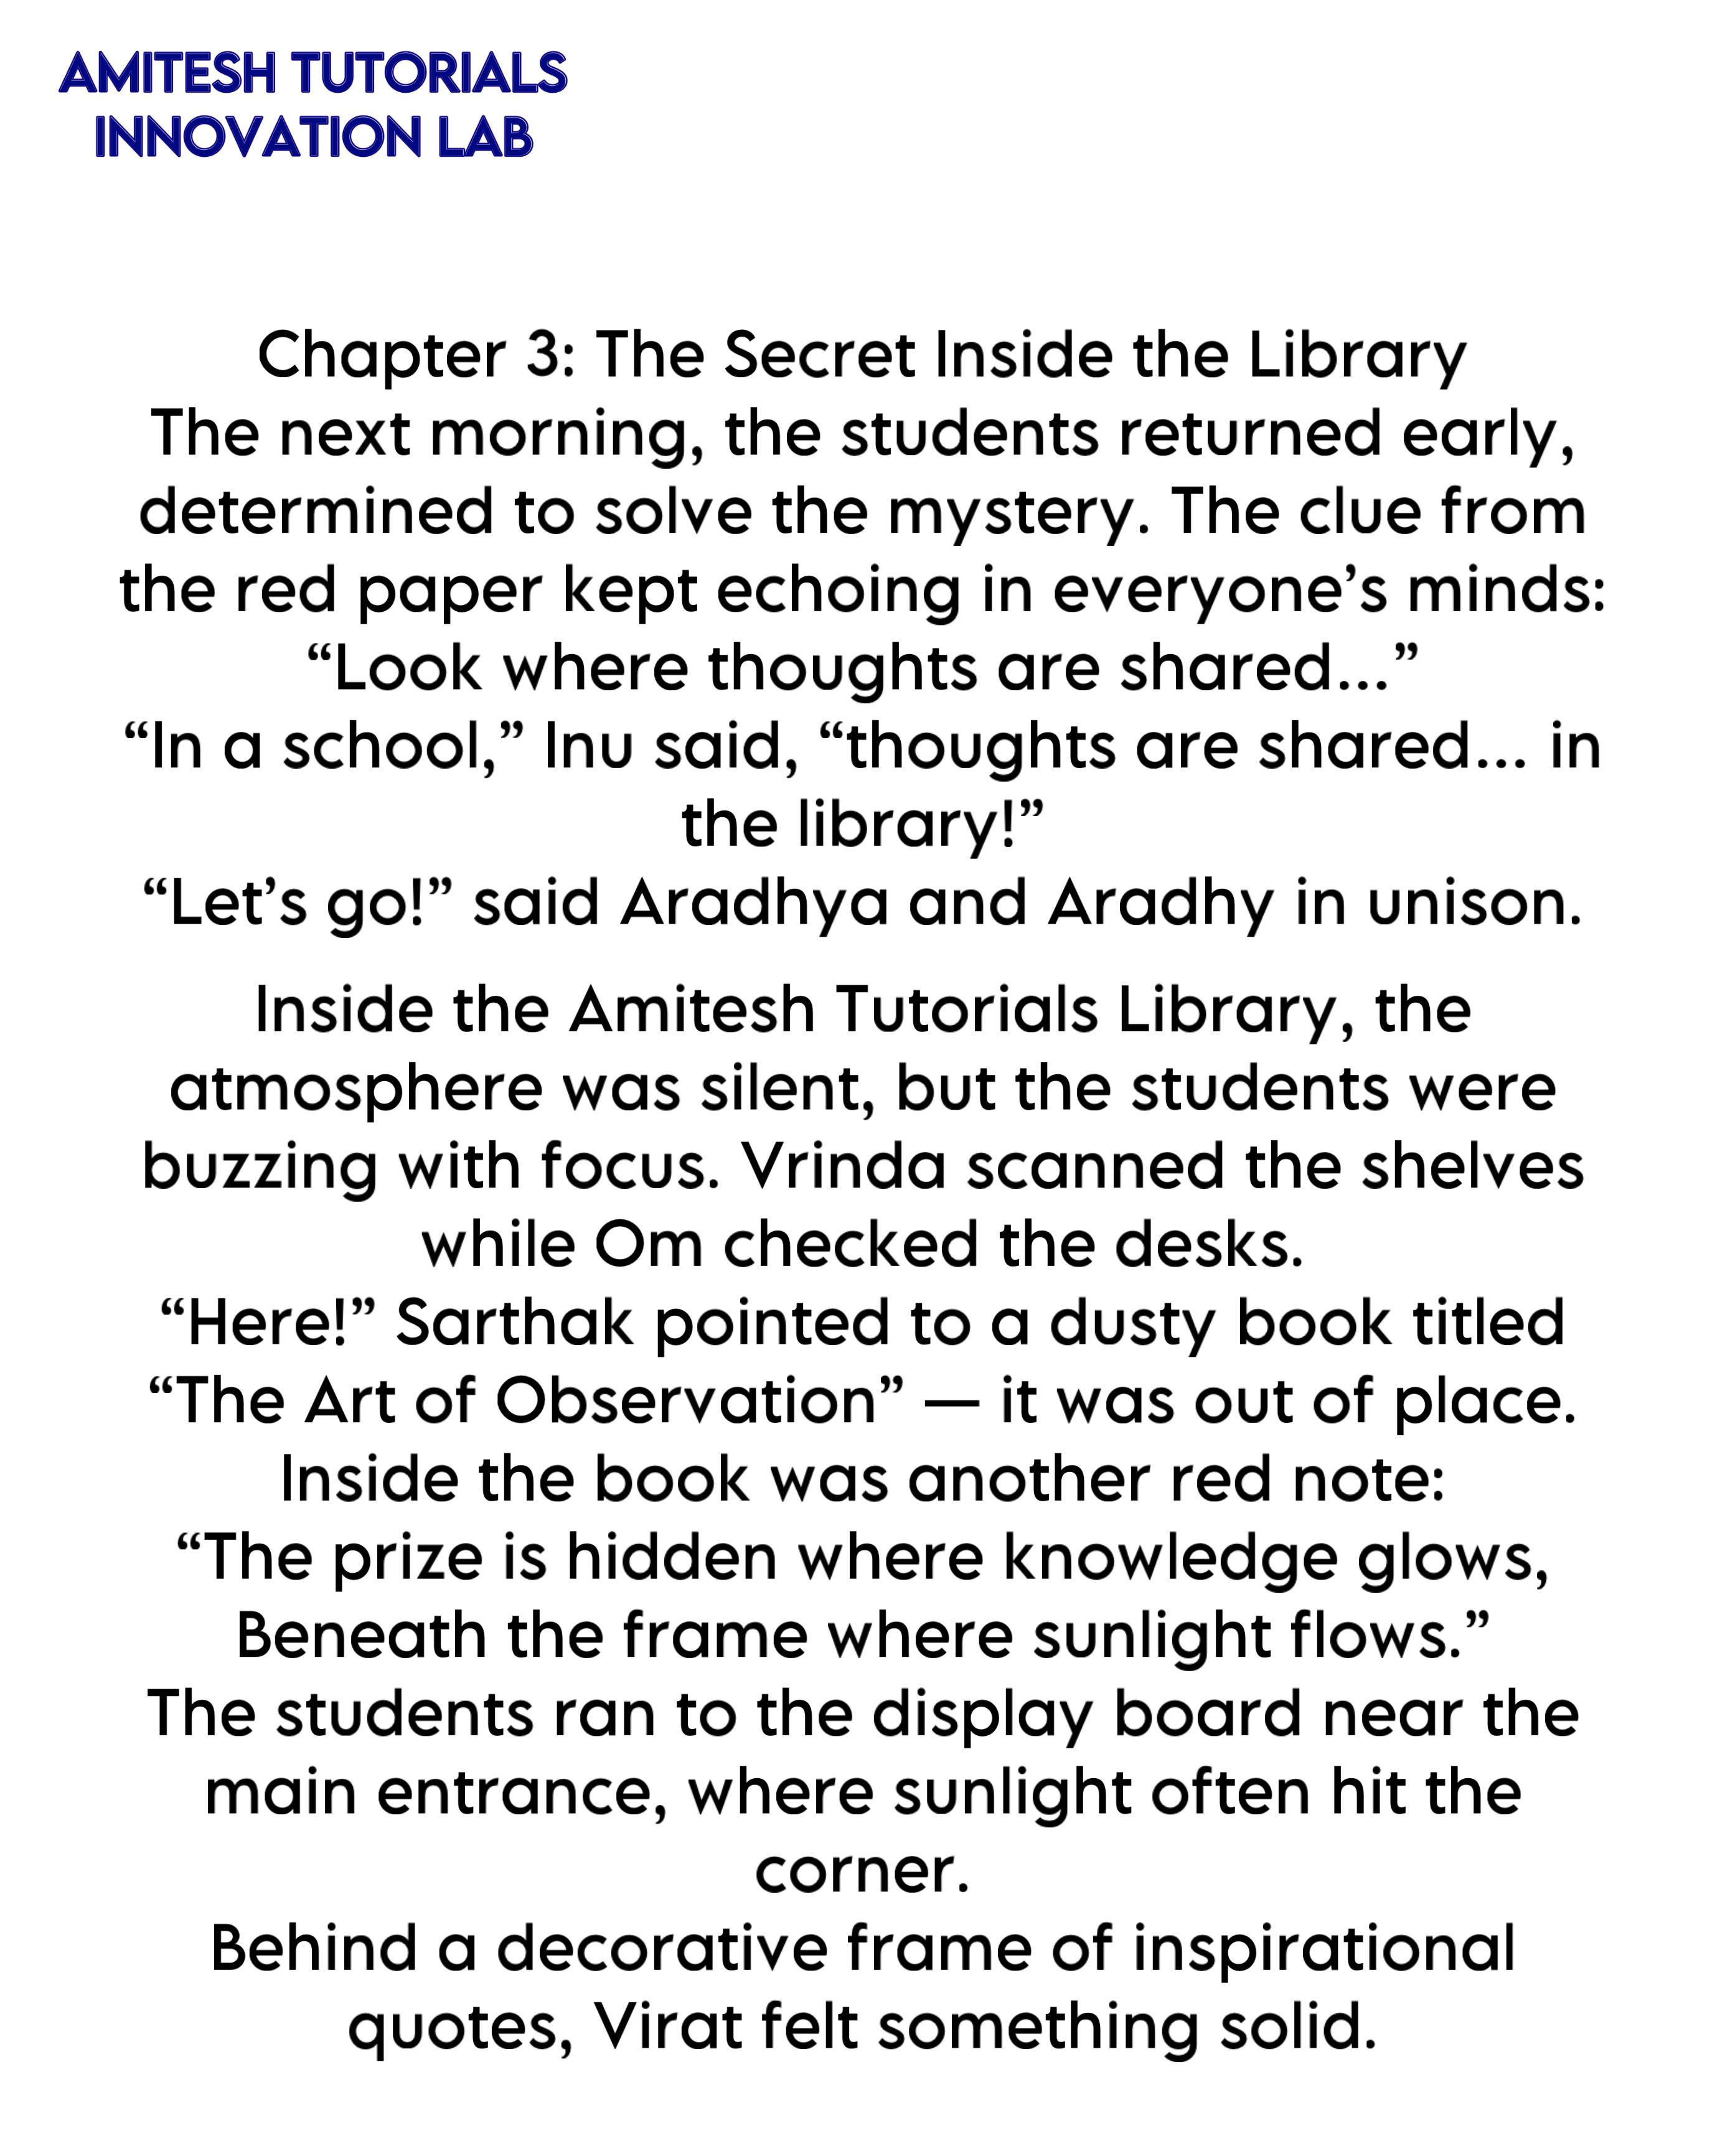 AMITESH TUTORIALS
INNOVATION LAB
Chapter 3: The Secret Inside the Library
The next morning, the students returned early,
determined to solve the mystery. The clue from
the red paper kept echoing in everyone’s minds:
“Look where thoughts are shared...”
“In a school,” Inu said, “thoughts are shared... in
the library!”
“Let’s go!” said Aradhya and Aradhy in unison.
Inside the Amitesh Tutorials Library, the
atmosphere was silent, but the students were
buzzing with focus. Vrinda scanned the shelves
while Om checked the desks.
“Here!” Sarthak pointed to a dusty book titled
“The Art of Observation” — it was out of place.
Inside the book was another red note:
“The prize is hidden where knowledge glows,
Beneath the frame where sunlight flows.”
The students ran to the display board near the
main entrance, where sunlight often hit the
corner.
Behind a decorative frame of inspirational
quotes, Virat felt something solid.